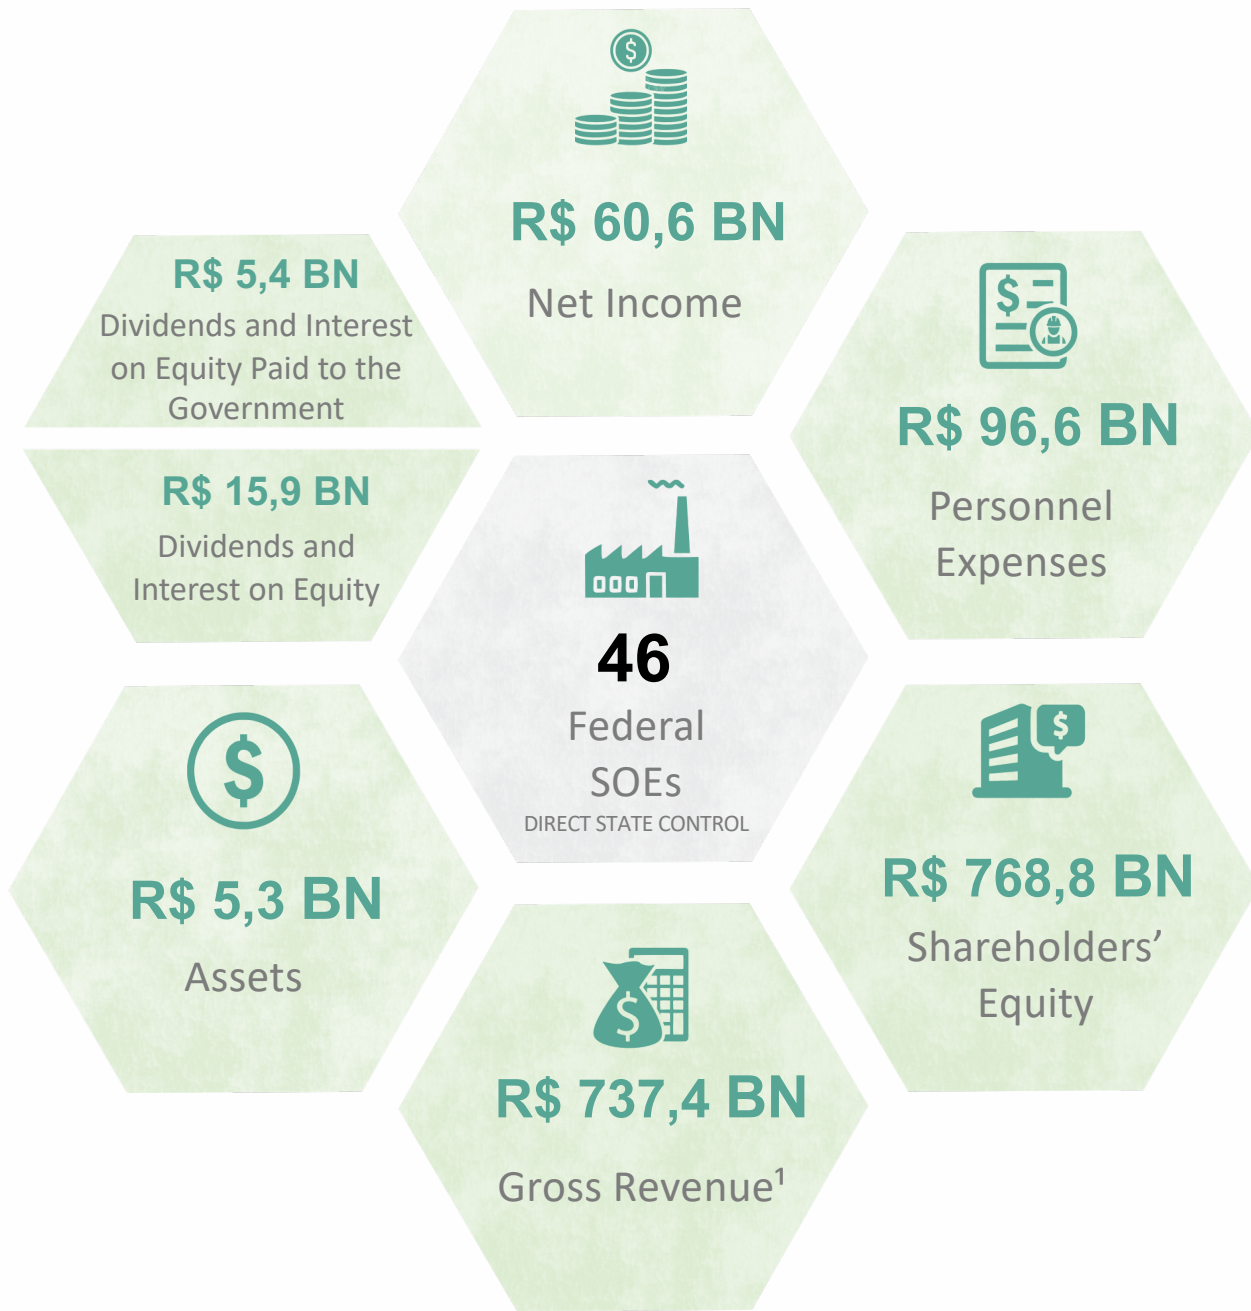 R$ 60,6 BN
Net Income
R$ 5,4 BN
Dividends and Interest
on Equity Paid to the
Government
R$ 15,9 BN
Dividends and
Interest on Equity
R$ 96,6 BN
Personnel
Expenses
46
Federal
SOEs
DIRECT STATE CONTROL
R$ 5,3 BN
Assets
R$ 768,8 BN
Shareholders’
Equity
R$ 737,4 BN
Gross Revenue¹